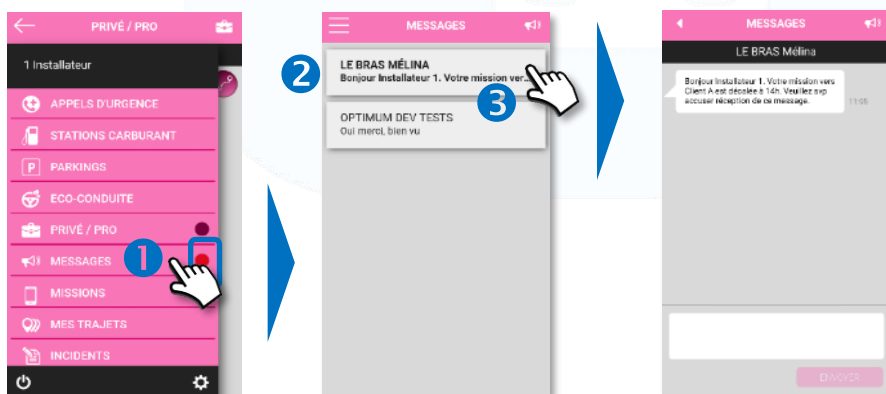 PRIVÉ / PRO
1 Installateur
APPELS D'URGENCE
STATIONS CARBURANT
P PARKINGS
ECO-CONDUITE
PRIVÉ / PRO
MESSAGES
1
MISSIONS
MES TRAJETS
INCIDENTS
MESSAGES
2
LE BRAS MÉLINA
Bonjour Installateur 1. Votre mission ver...
3
OPTIMUM DEV TESTS
Oui merci, bien vu
MESSAGES
LE BRAS Mélina
Bonjour Installateur 1. Votre mission vers
Client A est décalée à 14h. Veuillez svp
accuser réception de ce message.
11:05
ENVOYER